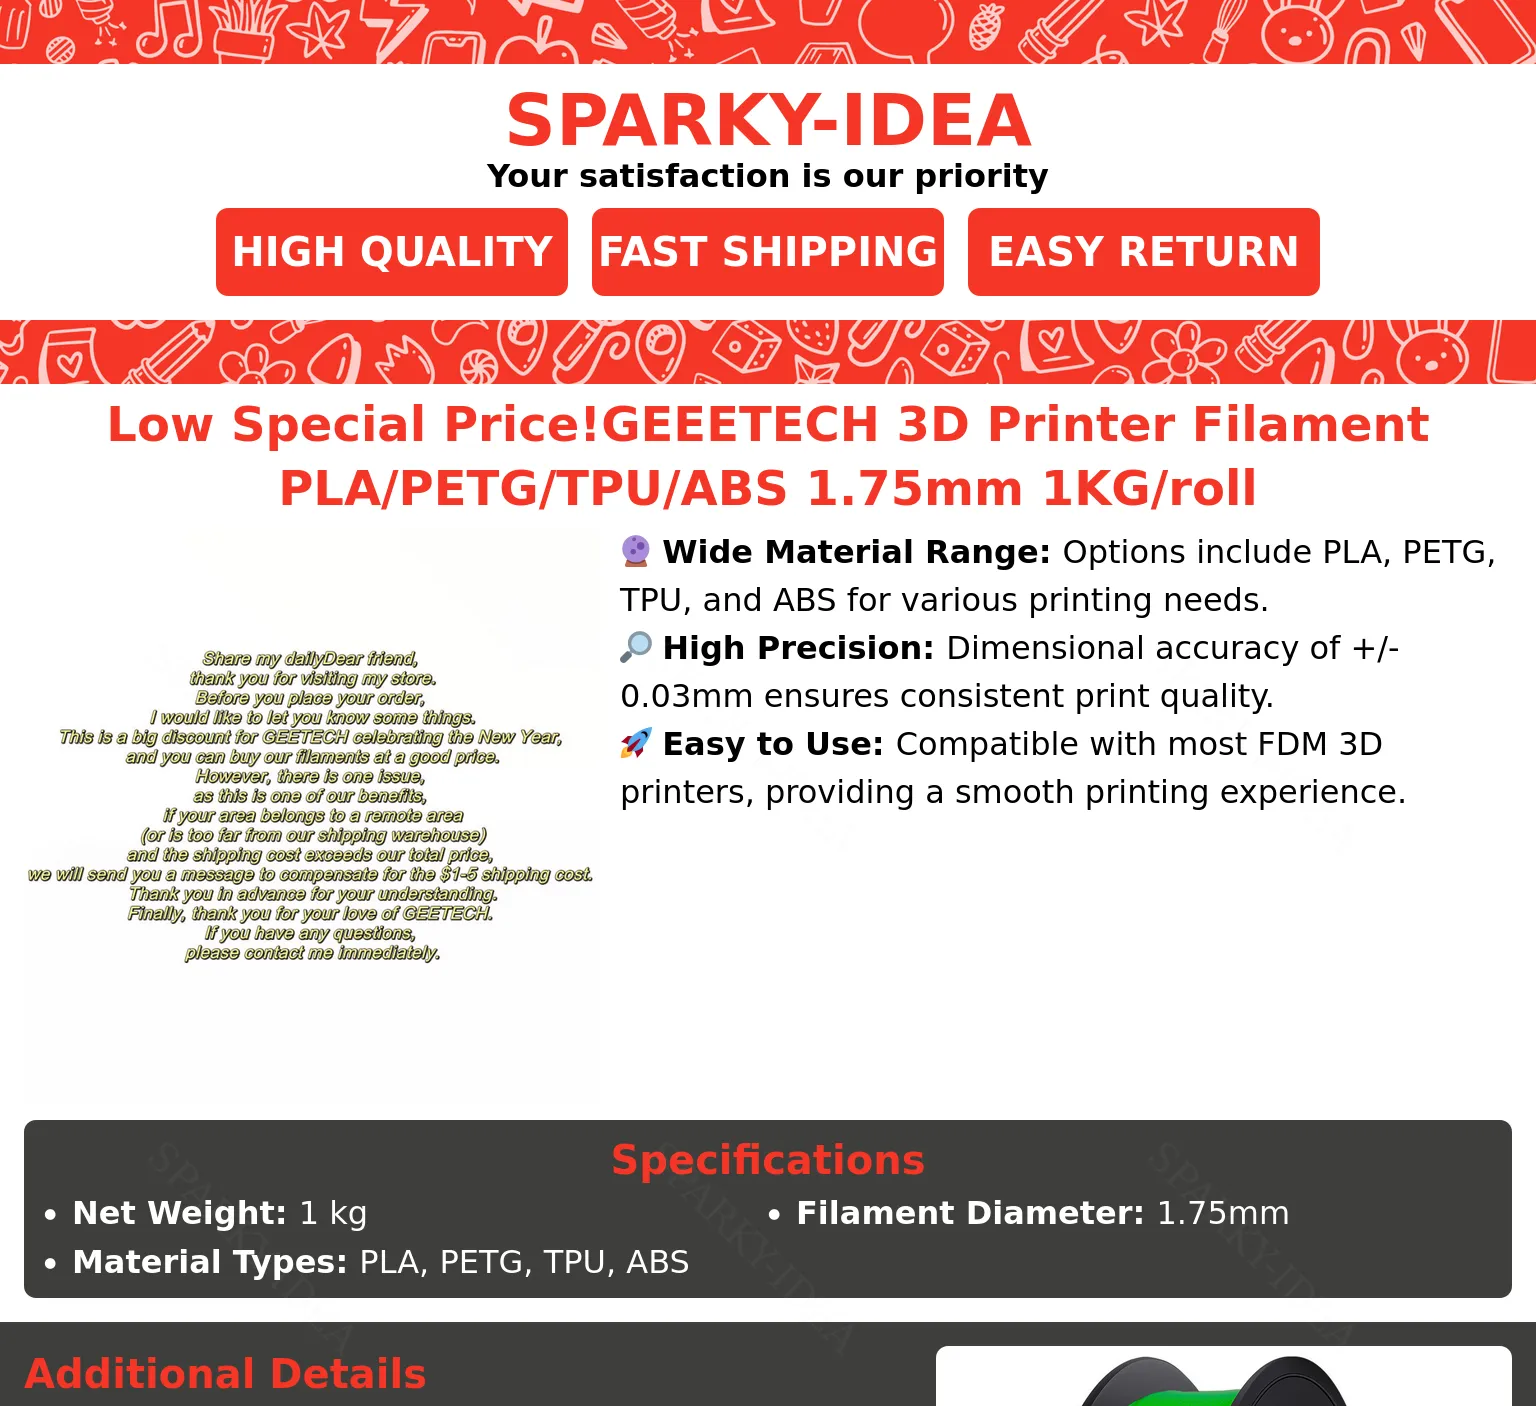 SPARKY-IDEA
Your satisfaction is our priority
HIGH QUALITY
FAST SHIPPING
EASY RETURN
Low Special Price!GEEETECH 3D Printer Filament
PLA/PETG/TPU/ABS 1.75mm 1KG/roll
Share my dailyDear friend,
thank you for visiting my store.
Before you place your order,
I would like to let you know some things.
This is a big discount for GEETECH celebrating the New Year,
and you can buy our filaments at a good price.
However, there is one issue,
as this is one of our benefits,
if your area belongs to a remote area
(or is too far from our shipping warehouse)
and the shipping cost exceeds our total price,
we will send you a message to compensate for the $1-5 shipping cost.
Thank you in advance for your understanding.
Finally, thank you for your love of GEETECH.
If you have any questions,
please contact me immediately.
Wide Material Range: Options include PLA, PETG,
TPU, and ABS for various printing needs.
High Precision: Dimensional accuracy of +/-
0.03mm ensures consistent print quality.
Easy to Use: Compatible with most FDM 3D
printers, providing a smooth printing experience.
Specifications
• Net Weight: 1 kg
• Filament Diameter: 1.75mm
• Material Types: PLA, PETG, TPU, ABS
SPARKY-IDEA
SPARKY-IDEA
SPARKY-IDEA
Additional Details